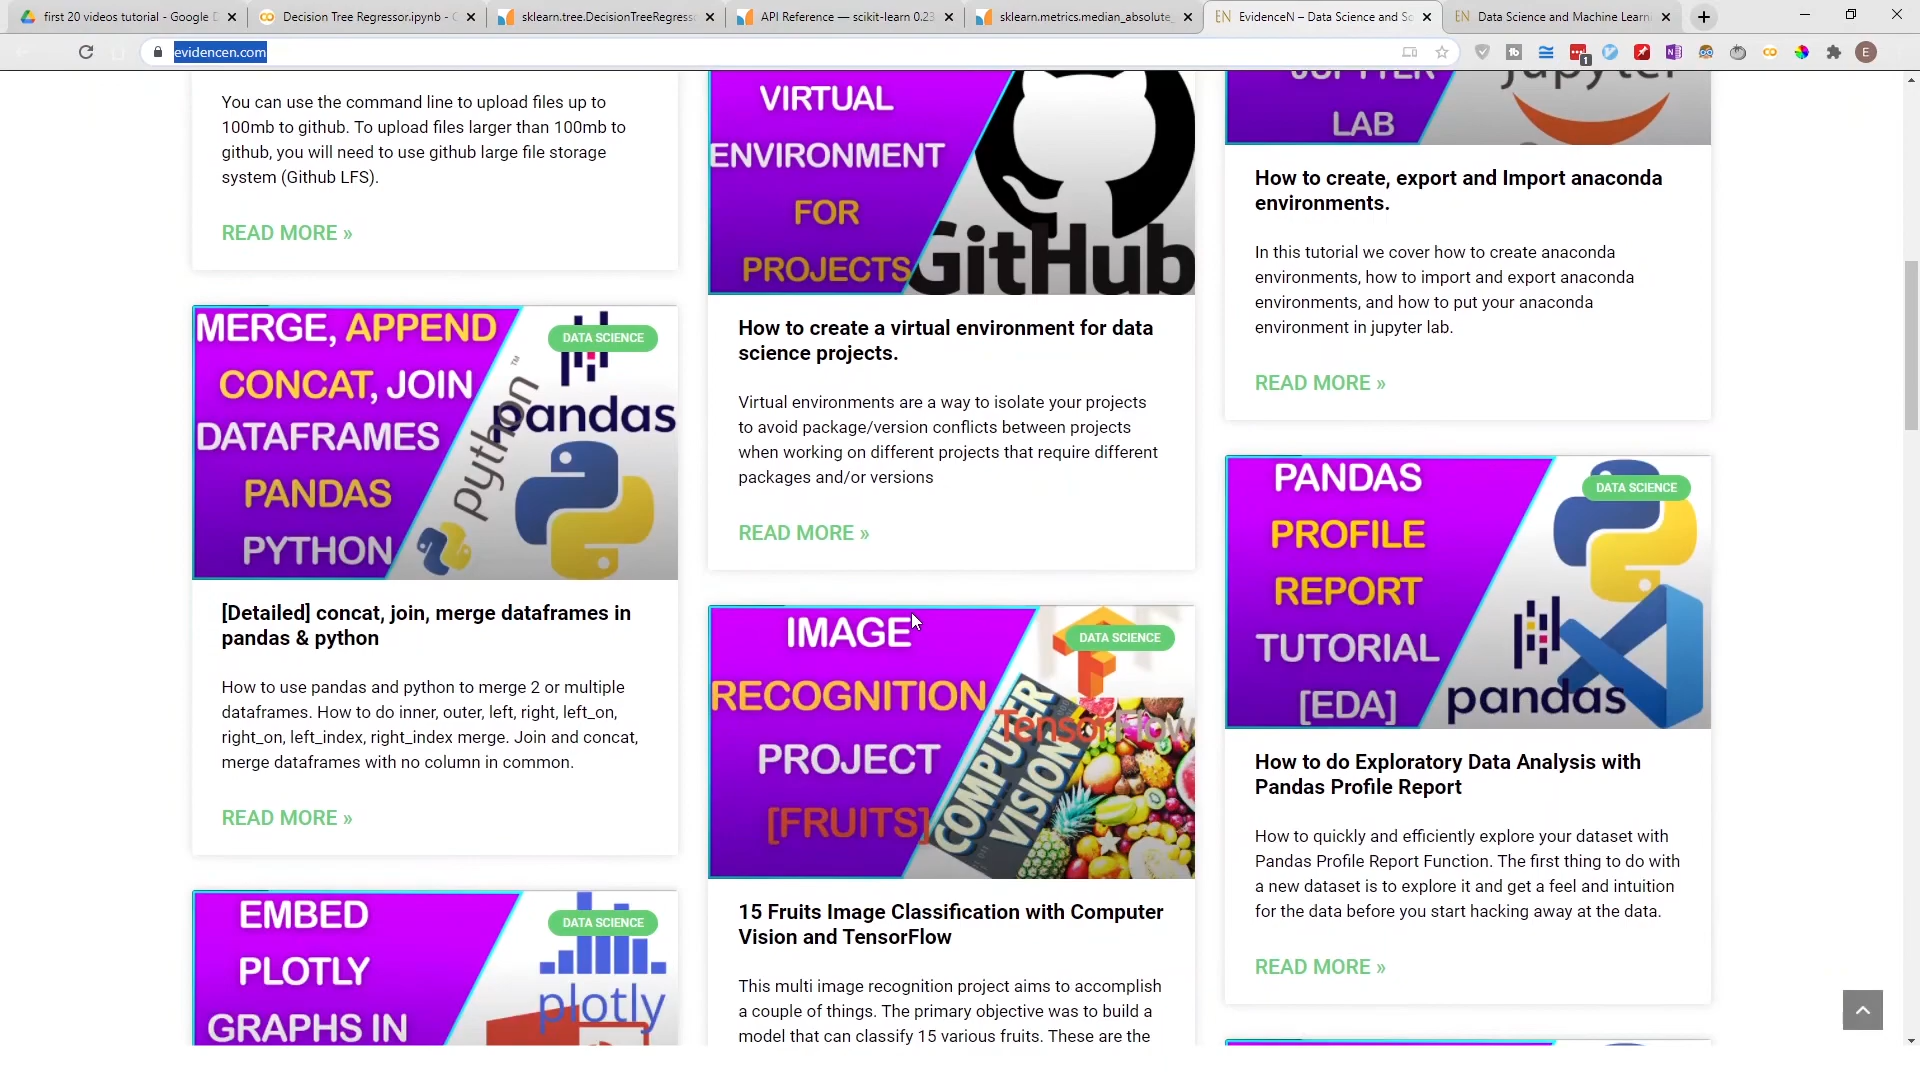 first 20 videos tutorial - Google D
Decision Tree Regressor.ipynb - C
sklearn.tree.DecisionTreeRegress
API Reference — scikit-learn 0.23
sklearn.metrics.median_absolute_
EN EvidenceN – Data Science and So
EN Data Science and Machine Learn
evidencen.com
1
E
You can use the command line to upload files up to
100mb to github. To upload files larger than 100mb to
github, you will need to use github large file storage
system (Github LFS).
READ MORE »
MERGE, APPEND
CONCAT, JOIN
DATAFRAMES
PANDAS
PYTHON
DATA SCIENCE
pandas
python
TM
[Detailed] concat, join, merge dataframes in
pandas & python
How to use pandas and python to merge 2 or multiple
dataframes. How to do inner, outer, left, right, left_on,
right_on, left_index, right_index merge. Join and concat,
merge dataframes with no column in common.
READ MORE »
EMBED
PLOTLY
GRAPHS IN
DATA SCIENCE
plotly
VIRTUAL
ENVIRONMENT
FOR
PROJECTS
GitHub
How to create a virtual environment for data
science projects.
Virtual environments are a way to isolate your projects
to avoid package/version conflicts between projects
when working on different projects that require different
packages and/or versions
READ MORE »
IMAGE
RECOGNITION
PROJECT
[FRUITS]
DATA SCIENCE
TensorFlow
COMPUTER
VISION
15 Fruits Image Classification with Computer
Vision and TensorFlow
This multi image recognition project aims to accomplish
a couple of things. The primary objective was to build a
model that can classify 15 various fruits. These are the
JUPYTER
LAB
jupyter
How to create, export and Import anaconda
environments.
In this tutorial we cover how to create anaconda
environments, how to import and export anaconda
environments, and how to put your anaconda
environment in jupyter lab.
READ MORE »
PANDAS
PROFILE
REPORT
TUTORIAL
[EDA]
DATA SCIENCE
pandas
How to do Exploratory Data Analysis with
Pandas Profile Report
How to quickly and efficiently explore your dataset with
Pandas Profile Report Function. The first thing to do with
a new dataset is to explore it and get a feel and intuition
for the data before you start hacking away at the data.
READ MORE »